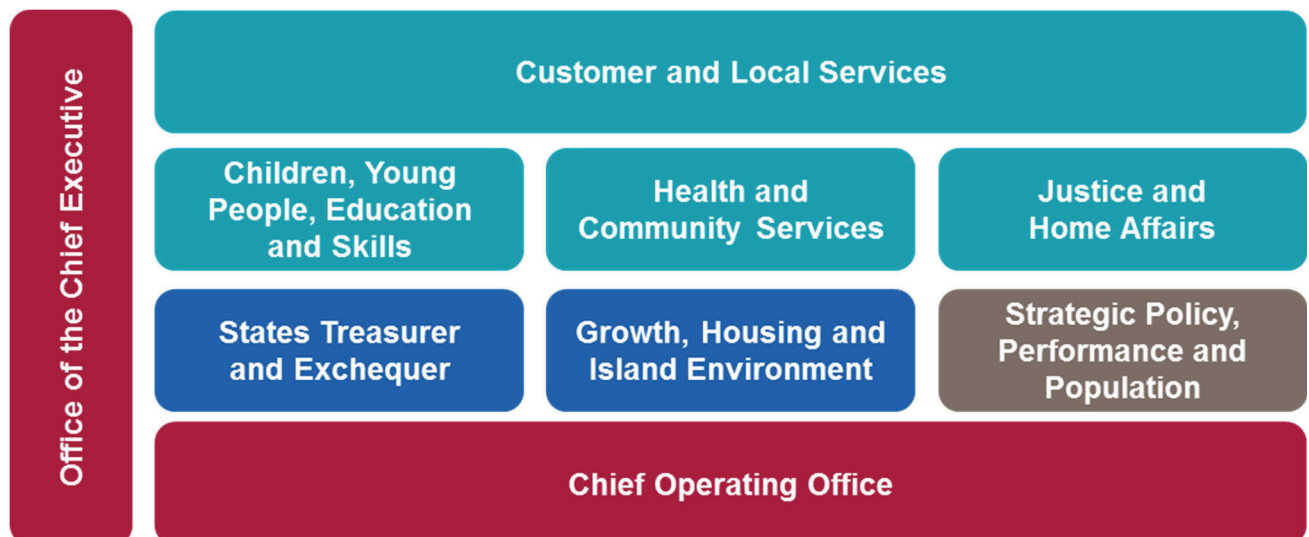 Office of the Chief Executive
Customer and Local Services
Children, Young
People, Education
and Skills
Health and
Community Services
Justice and
Home Affairs
States Treasurer
and Exchequer
Growth, Housing and
Island Environment
Strategic Policy,
Performance and
Population
Chief Operating Office